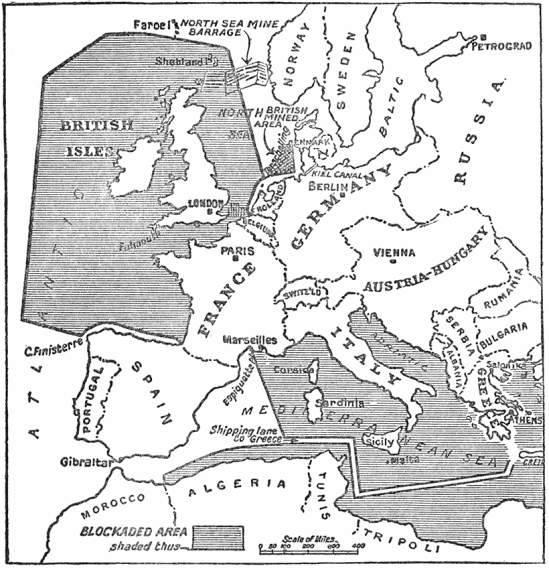 Faroe Is.
NORTH SEA MINE
BARRAGE
Shetland Is.
NORWAY
SWEDEN
PETROGRAD
BALTIC
RUSSIA
BRITISH
ISLES
NORTH
SEA
BRITISH
MINED
AREA
DENMARK
KIEL CANAL
BERLIN
HOLLAND
LONDON
BELGIUM
GERMANY
Falmouth
PARIS
VIENNA
AUSTRIA-HUNGARY
ATLANTIC
FRANCE
SWITZ'LD
RUMANIA
SERBIA
BULGARIA
ALBANIA
C. Finisterre
Marseilles
ITALY
ADRIATIC
Salonika
GREECE
ATHENS
Corsica
Espiguette
PORTUGAL
SPAIN
Sardinia
MEDITERRANEAN SEA
Shipping lane
to Greece
Sicily
Malta
CRETE
Gibraltar
MOROCCO
ALGERIA
TUNIS
TRIPOLI
BLOCKADED AREA
shaded thus
Scale of Miles.
0 50 100 200 300 400